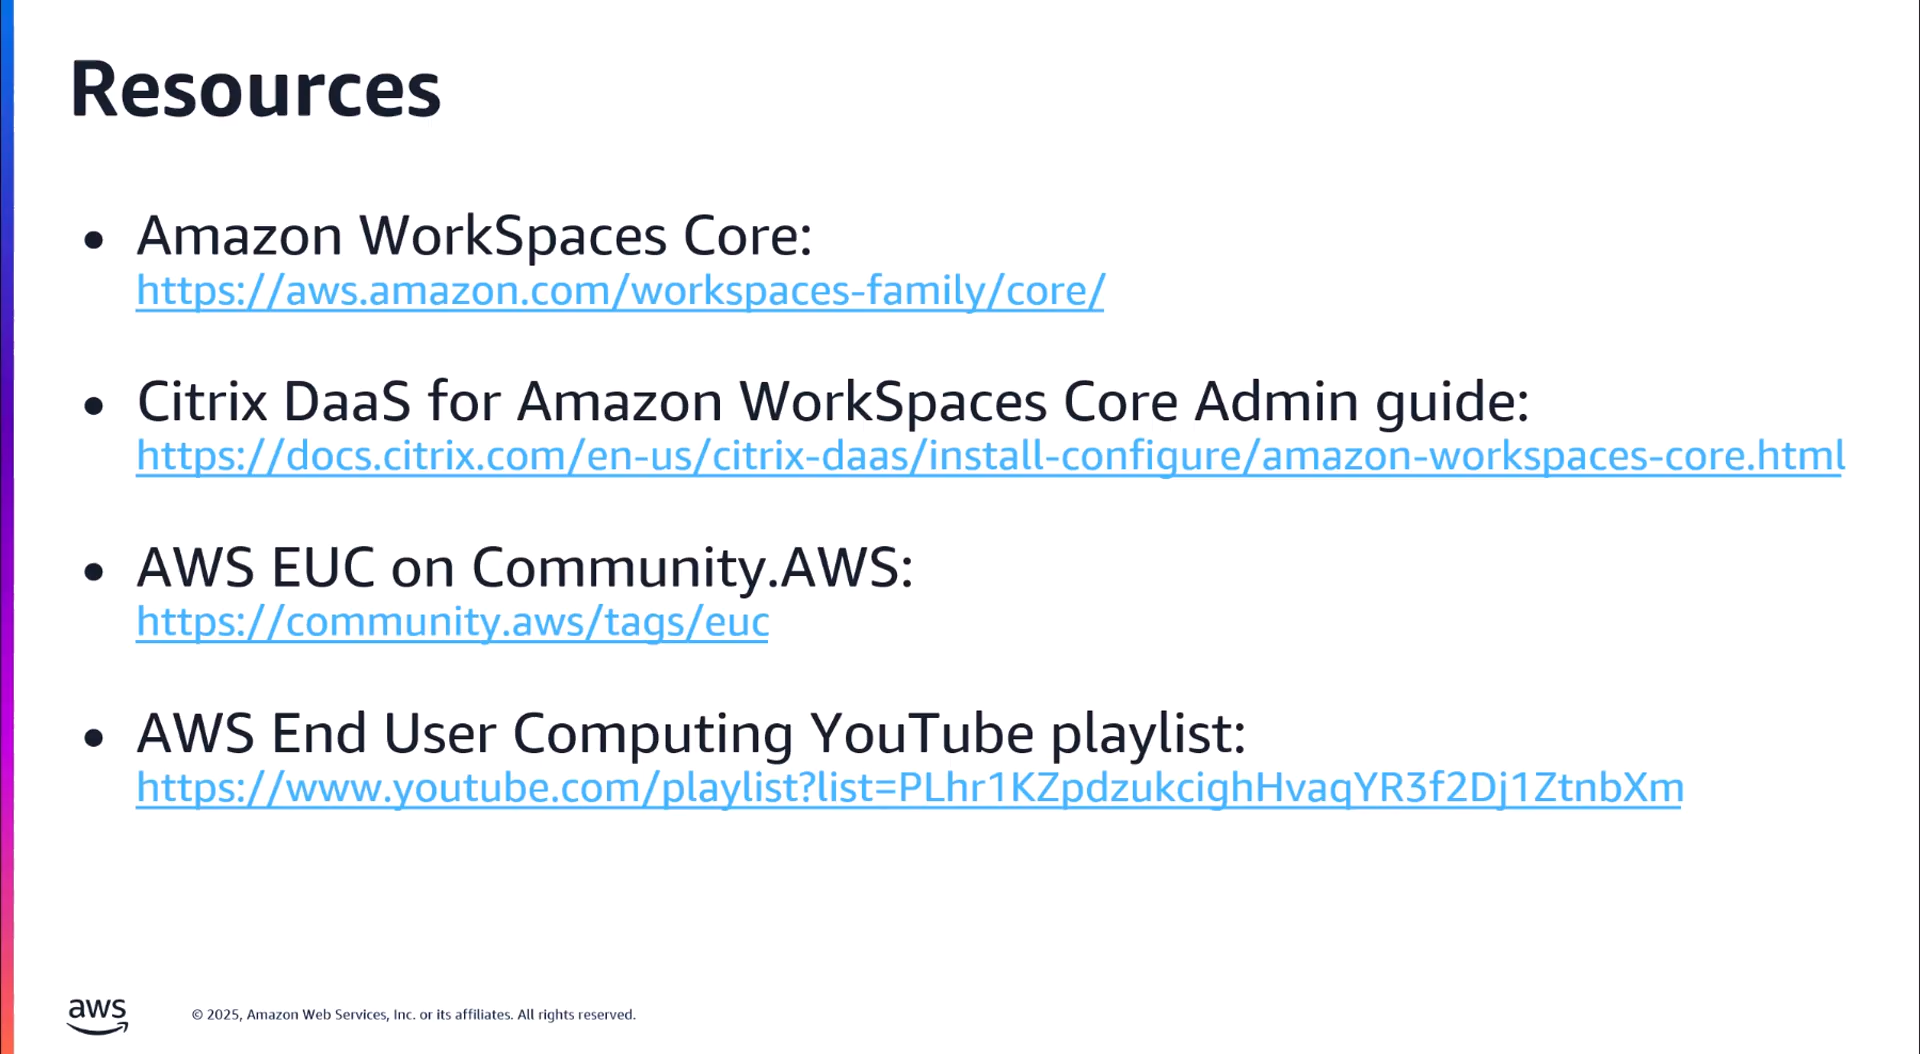 Resources
• Amazon WorkSpaces Core:
https://aws.amazon.com/workspaces-family/core/
• Citrix DaaS for Amazon WorkSpaces Core Admin guide:
https://docs.citrix.com/en-us/citrix-daas/install-configure/amazon-workspaces-core.html
• AWS EUC on Community.AWS:
https://community.aws/tags/euc
• AWS End User Computing YouTube playlist:
https://www.youtube.com/playlist?list=PLhr1KZpdzukcighHvaqYR3f2Dj1ZtnbXm
aws
© 2025, Amazon Web Services, Inc. or its affiliates. All rights reserved.